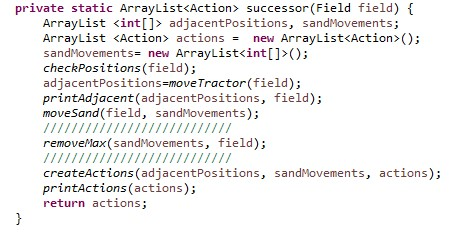 private static ArrayList<Action> successor(Field field) {
ArrayList <int[]> adjacentPositions, sandMovements;
ArrayList <Action> actions =  new ArrayList<Action>();
sandMovements= new ArrayList<int[]>();
checkPositions(field);
adjacentPositions=moveTractor(field);
printAdjacent(adjacentPositions, field);
moveSand(field, sandMovements);
///////////////////////////
removeMax(sandMovements, field);
///////////////////////////
createActions(adjacentPositions, sandMovements, actions);
printActions(actions);
return actions;
}